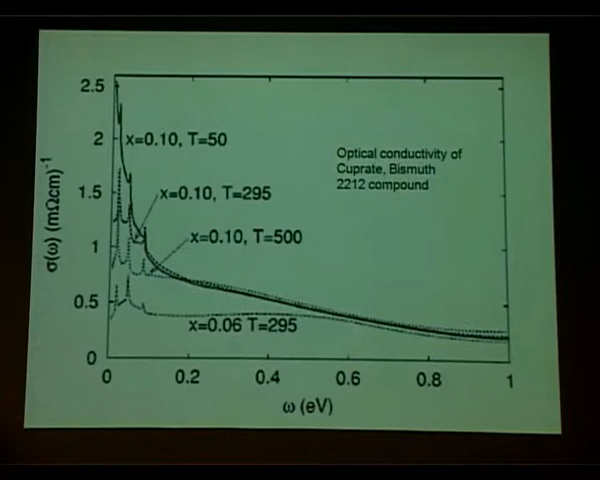 2.5
2
1.5
1
0.5
0
σ(ω) (mΩcm)⁻¹
x=0.10, T=50
x=0.10, T=295
x=0.10, T=500
x=0.06 T=295
Optical conductivity of
Cuprate, Bismuth
2212 compound
0 0.2 0.4 0.6 0.8 1
ω (eV)